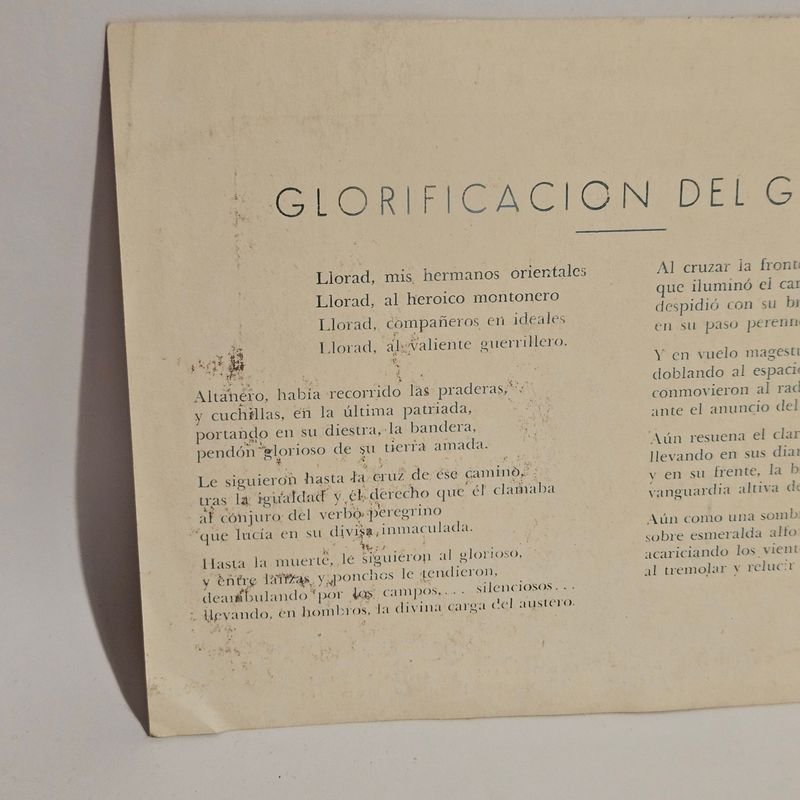 GLORIFICACION DEL G
Llorad, mis hermanos orientales
Llorad, al heroico montonero
Llorad, compañeros en ideales
Llorad, al valiente guerrillero.
Altanero, había recorrido las praderas,
y cuchillas, en la última patriada,
portando en su diestra, la bandera,
pendón glorioso de su tierra amada.
Le siguieron hasta la cruz de ese camino,
tras la igualdad y el derecho que él clamaba
al conjuro del verbo peregrino
que lucía en su divisa inmaculada.
Hasta la muerte, le siguieron al glorioso,
y entre lanzas y ponchos le tendieron,
deambulando por los campos,... silenciosos...
llevando, en hombros, la divina carga del austero.
Al cruzar la fronte
que iluminó el car
despidió con su br
en su paso perenn
Y en vuelo magest
doblando al espaci
conmovieron al rad
ante el anuncio del
Aún resuena el clar
llevando en sus dia
y en su frente, la b
vanguardia altiva d
Aún como una somb
sobre esmeralda alfo
acariciando los vient
al tremolar y relucir